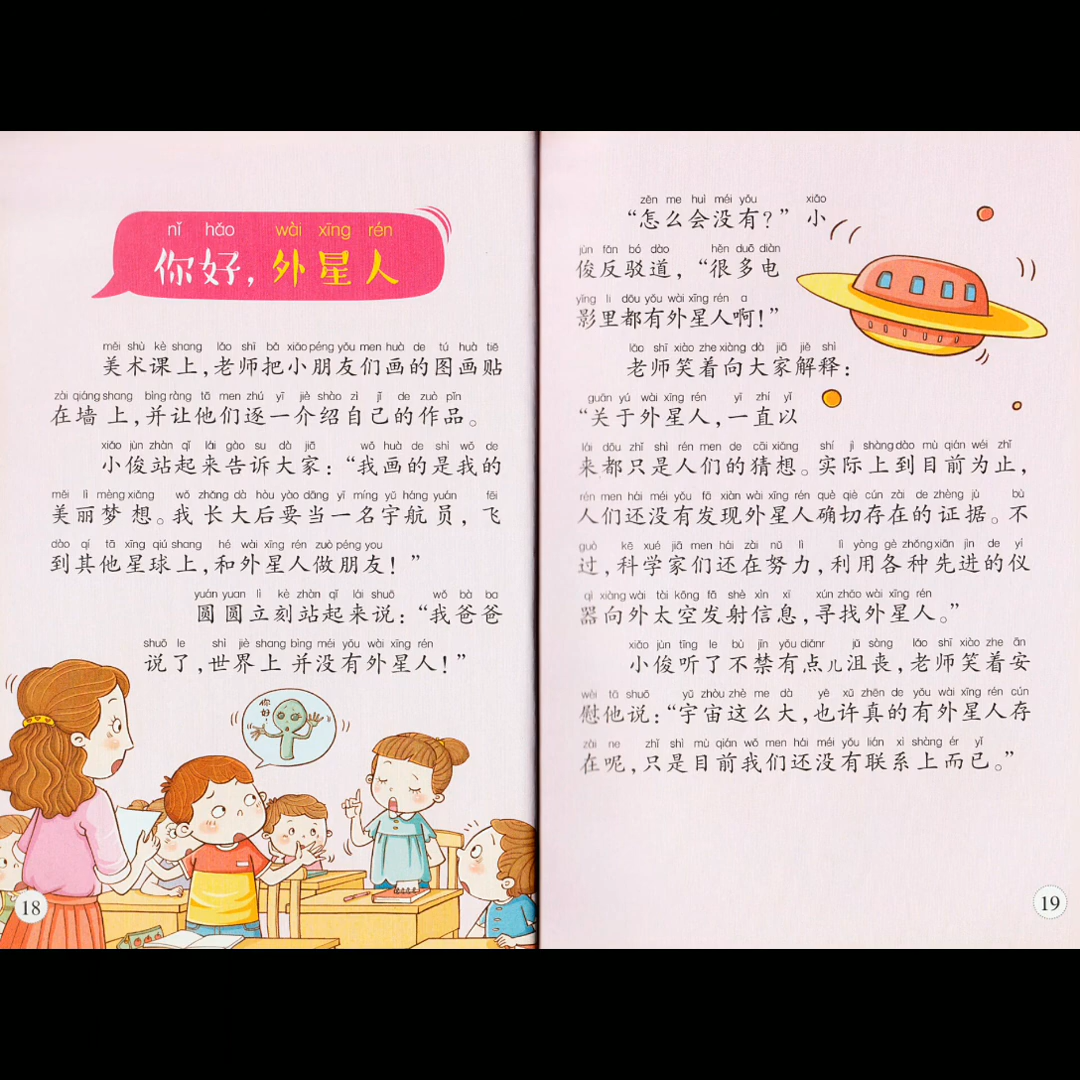 nǐ hǎo wài xīng rén
你好，外星人
měi shù kè shang lǎo shī bǎ xiǎo péng yǒu men huà de tú huà tiē
美术课上，老师把小朋友们画的图画贴
zài qiáng shang bìng ràng tā men zhú yī jiè shào zì jǐ de zuò pǐn
在墙上，并让他们逐一介绍自己的作品。
xiǎo jùn zhàn qǐ lái gào su dà jiā wǒ huà de shì wǒ de
小俊站起来告诉大家：“我画的是我的
měi lì mèng xiǎng wǒ zhǎng dà hòu yào dāng yī míng yǔ háng yuán fēi
美丽梦想。我长大后要当一名宇航员，飞
dào qí tā xīng qiú shang hé wài xīng rén zuò péng you
到其他星球上，和外星人做朋友！”
yuán yuan lì kè zhàn qǐ lái shuō wǒ bà ba
圆圆立刻站起来说：“我爸爸
shuō le shì jiè shang bìng méi yǒu wài xīng rén
说了，世界上并没有外星人！”
你
好！
18
zěn me huì méi yǒu xiǎo
“怎么会没有？”小
jùn fǎn bó dào hěn duō diàn
俊反驳道，“很多电
yǐng li dōu yǒu wài xīng rén a
影里都有外星人啊！”
lǎo shī xiào zhe xiàng dà jiā jiě shì
老师笑着向大家解释：
guān yú wài xīng rén yī zhí yǐ
“关于外星人，一直以
lái dōu zhǐ shì rén men de cāi xiǎng shí jì shàng dào mù qián wéi zhǐ
来都只是人们的猜想。实际上到目前为止，
rén men hái méi yǒu fā xiàn wài xīng rén què qiè cún zài de zhèng jù bù
人们还没有发现外星人确切存在的证据。不
guò kē xué jiā men hái zài nǔ lì lì yòng gè zhǒng xiān jìn de yí
过，科学家们还在努力，利用各种先进的仪
qì xiàng wài tài kōng fā shè xìn xī xún zhǎo wài xīng rén
器向外太空发射信息，寻找外星人。”
xiǎo jùn tīng le bù jīn yǒu diǎnr jǔ sàng lǎo shī xiào zhe ān
小俊听了不禁有点儿沮丧，老师笑着安
wèi tā shuō yǔ zhòu zhè me dà yě xǔ zhēn de yǒu wài xīng rén cún
慰他说：“宇宙这么大，也许真的有外星人存
zài ne zhǐ shì mù qián wǒ men hái méi yǒu lián xì shàng ér yǐ
在呢，只是目前我们还没有联系上而已。”
19